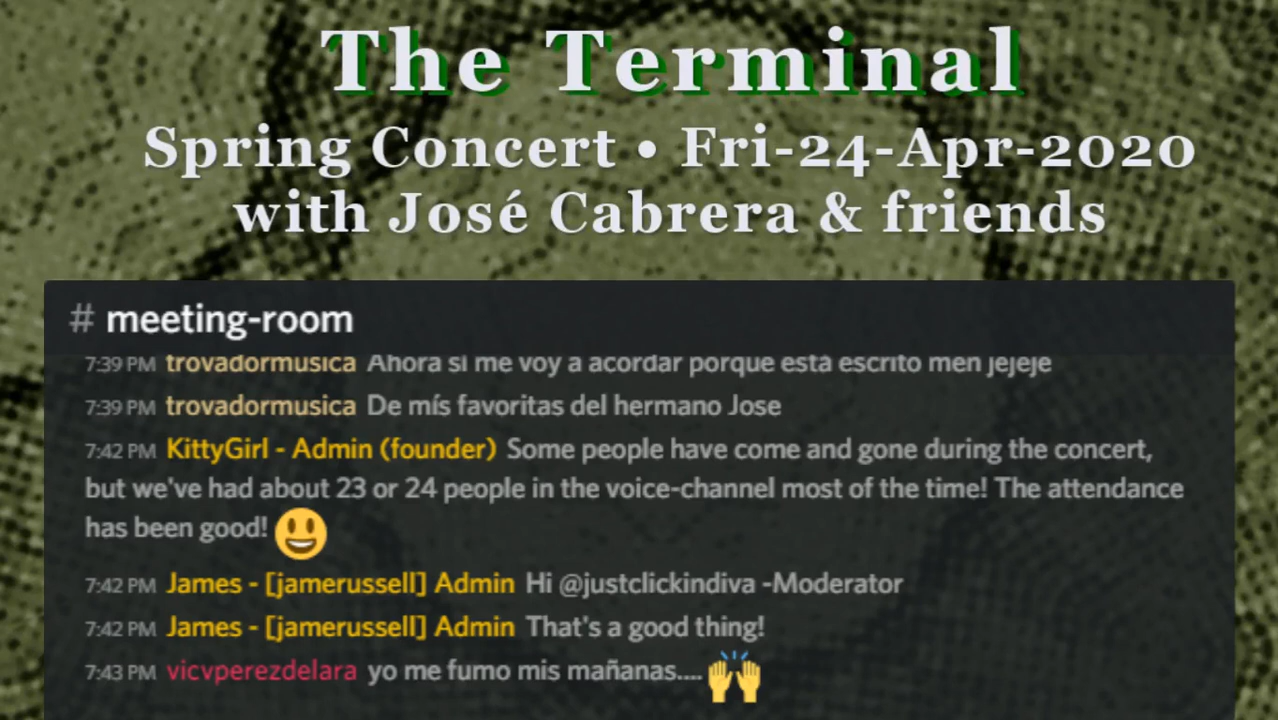 The Terminal
Spring Concert • Fri-24-Apr-2020
with José Cabrera & friends
# meeting-room
7:39 PM trovadormusica Ahora si me voy a acordar porque está escrito men jejeje
7:39 PM trovadormusica De mís favoritas del hermano Jose
7:42 PM KittyGirl - Admin (founder) Some people have come and gone during the concert,
but we've had about 23 or 24 people in the voice-channel most of the time! The attendance
has been good! 😃
7:42 PM James - [jamerussell] Admin Hi @justclickindiva -Moderator
7:42 PM James - [jamerussell] Admin That's a good thing!
7:43 PM vicvperezdelara yo me fumo mis mañanas.... 🙌